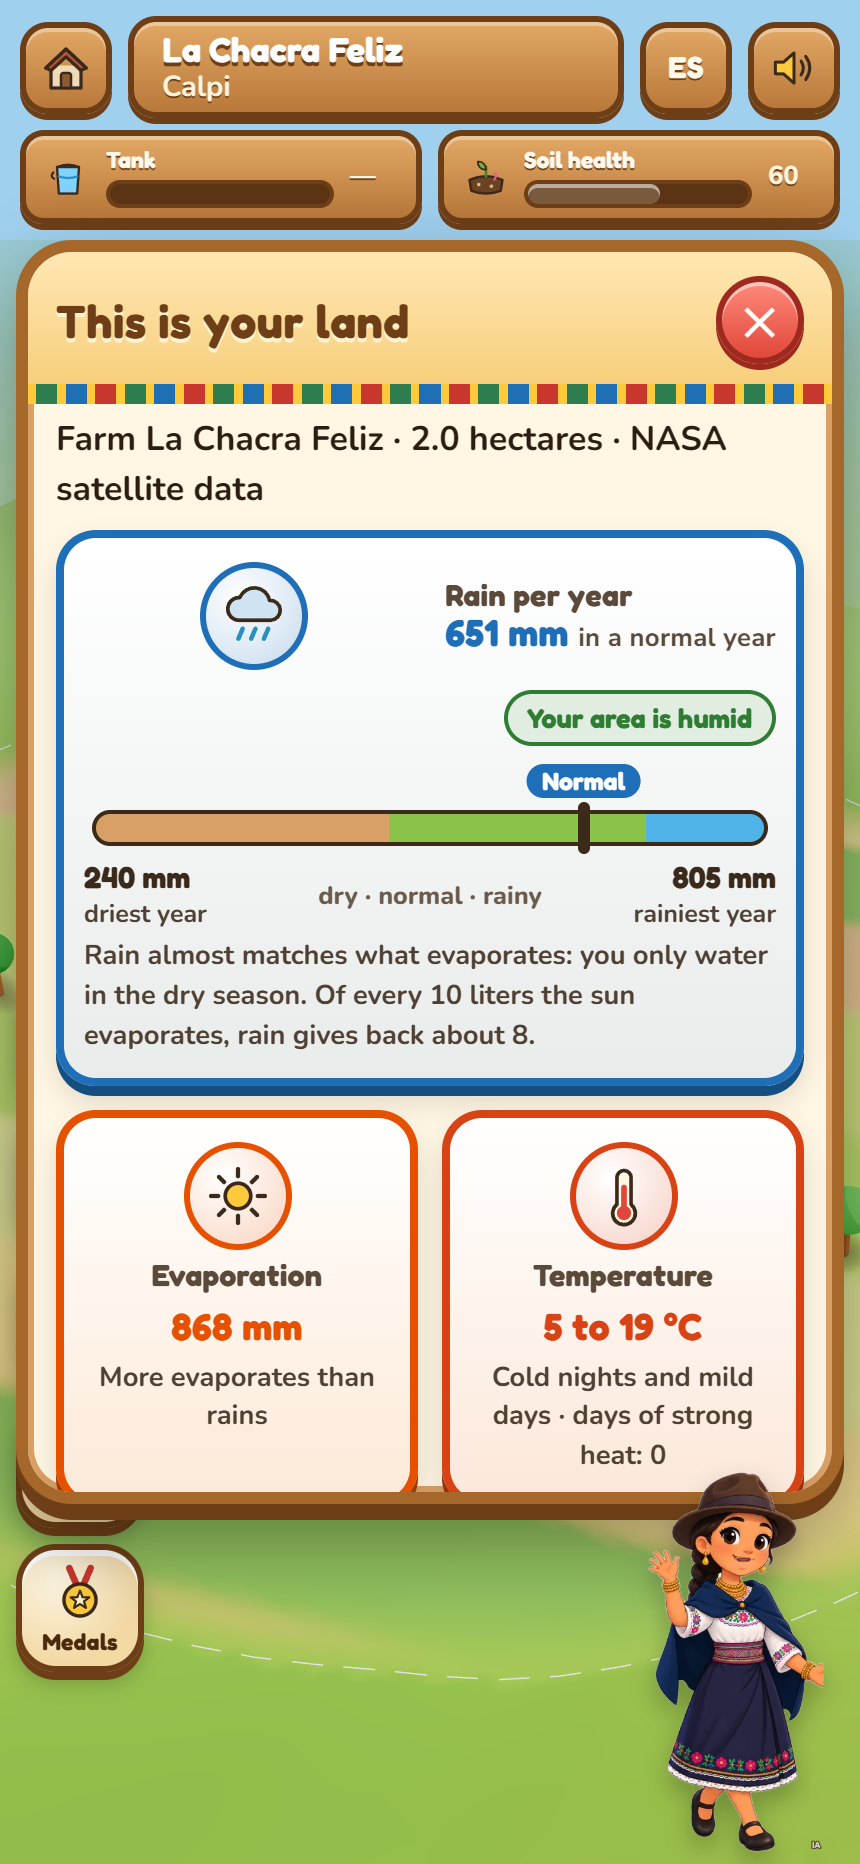 La Chacra Feliz
Calpi
ES
Tank
—
Soil health
60
This is your land
Farm La Chacra Feliz · 2.0 hectares · NASA
satellite data
Rain per year
651 mm in a normal year
Your area is humid
Normal
240 mm
driest year
dry · normal · rainy
805 mm
rainiest year
Rain almost matches what evaporates: you only water
in the dry season. Of every 10 liters the sun
evaporates, rain gives back about 8.
Evaporation
868 mm
More evaporates than
rains
Temperature
5 to 19 °C
Cold nights and mild
days · days of strong
heat: 0
Medals
IA